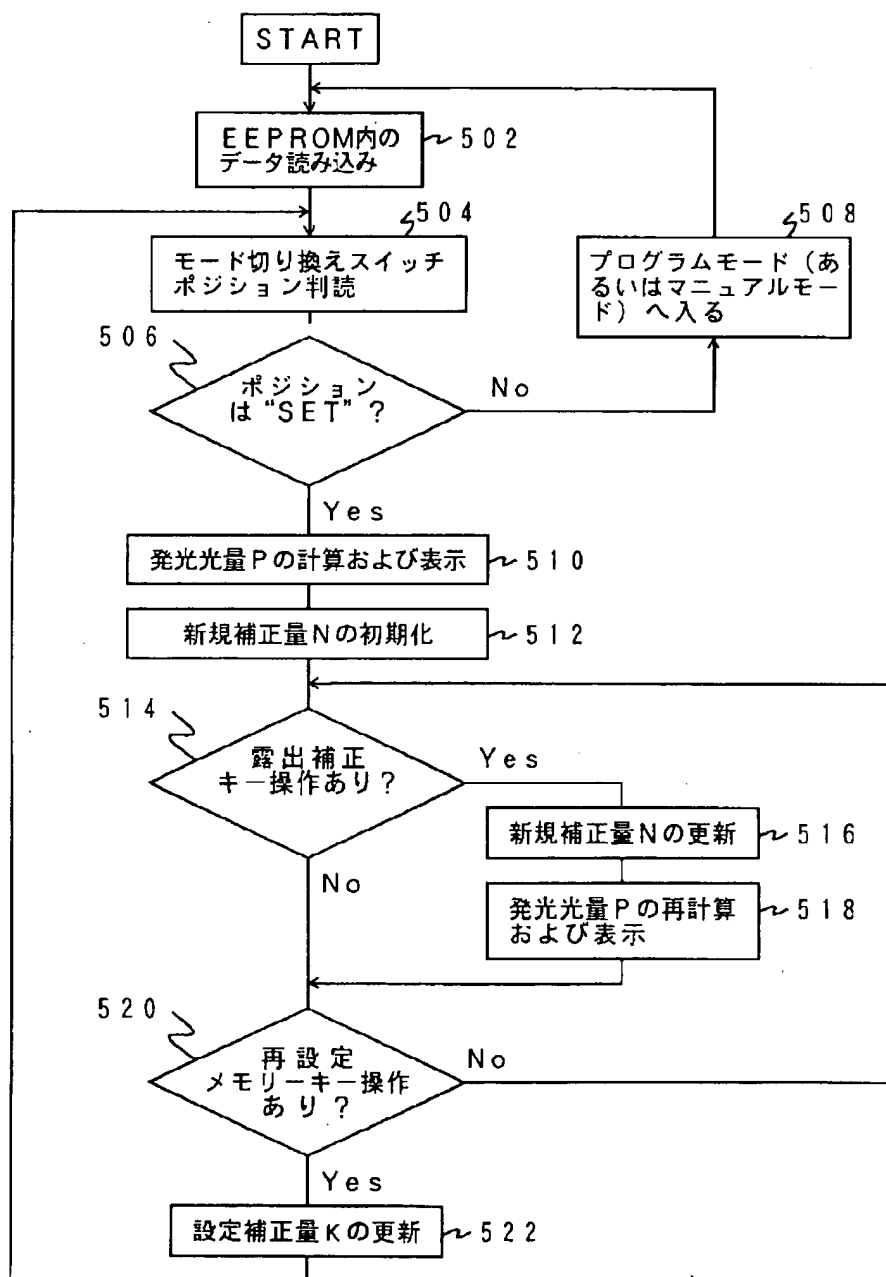 START
EEPROM内の
データ読み込み
502
504
モード切り換えスイッチ
ポジション判読
508
プログラムモード（あ
るいはマニュアルモー
ド）へ入る
506
ポジション
は“SET”？
No
Yes
発光光量Pの計算および表示
510
新規補正量Nの初期化
512
514
露出補正
キー操作あり？
Yes
新規補正量Nの更新
516
No
発光光量Pの再計算
および表示
518
520
再設定
メモリーキー操作
あり？
No
Yes
設定補正量Kの更新
522